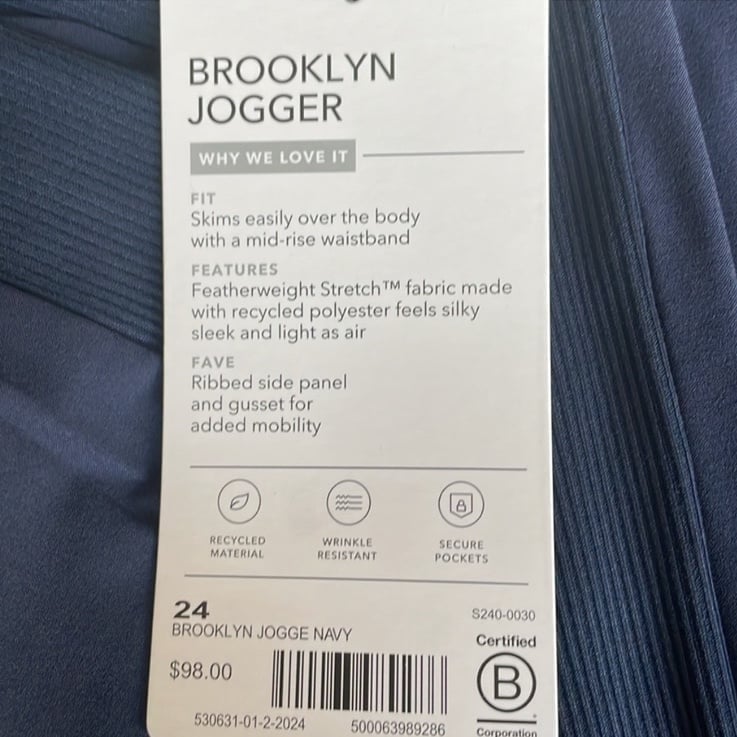 BROOKLYN
JOGGER
WHY WE LOVE IT
FIT
Skims easily over the body
with a mid-rise waistband
FEATURES
Featherweight Stretch™ fabric made
with recycled polyester feels silky
sleek and light as air
FAVE
Ribbed side panel
and gusset for
added mobility
RECYCLED
MATERIAL
WRINKLE
RESISTANT
SECURE
POCKETS
24
S240-0030
BROOKLYN JOGGE NAVY
Certified
B
Corporation
$98.00
530631-01-2-2024
500063989286